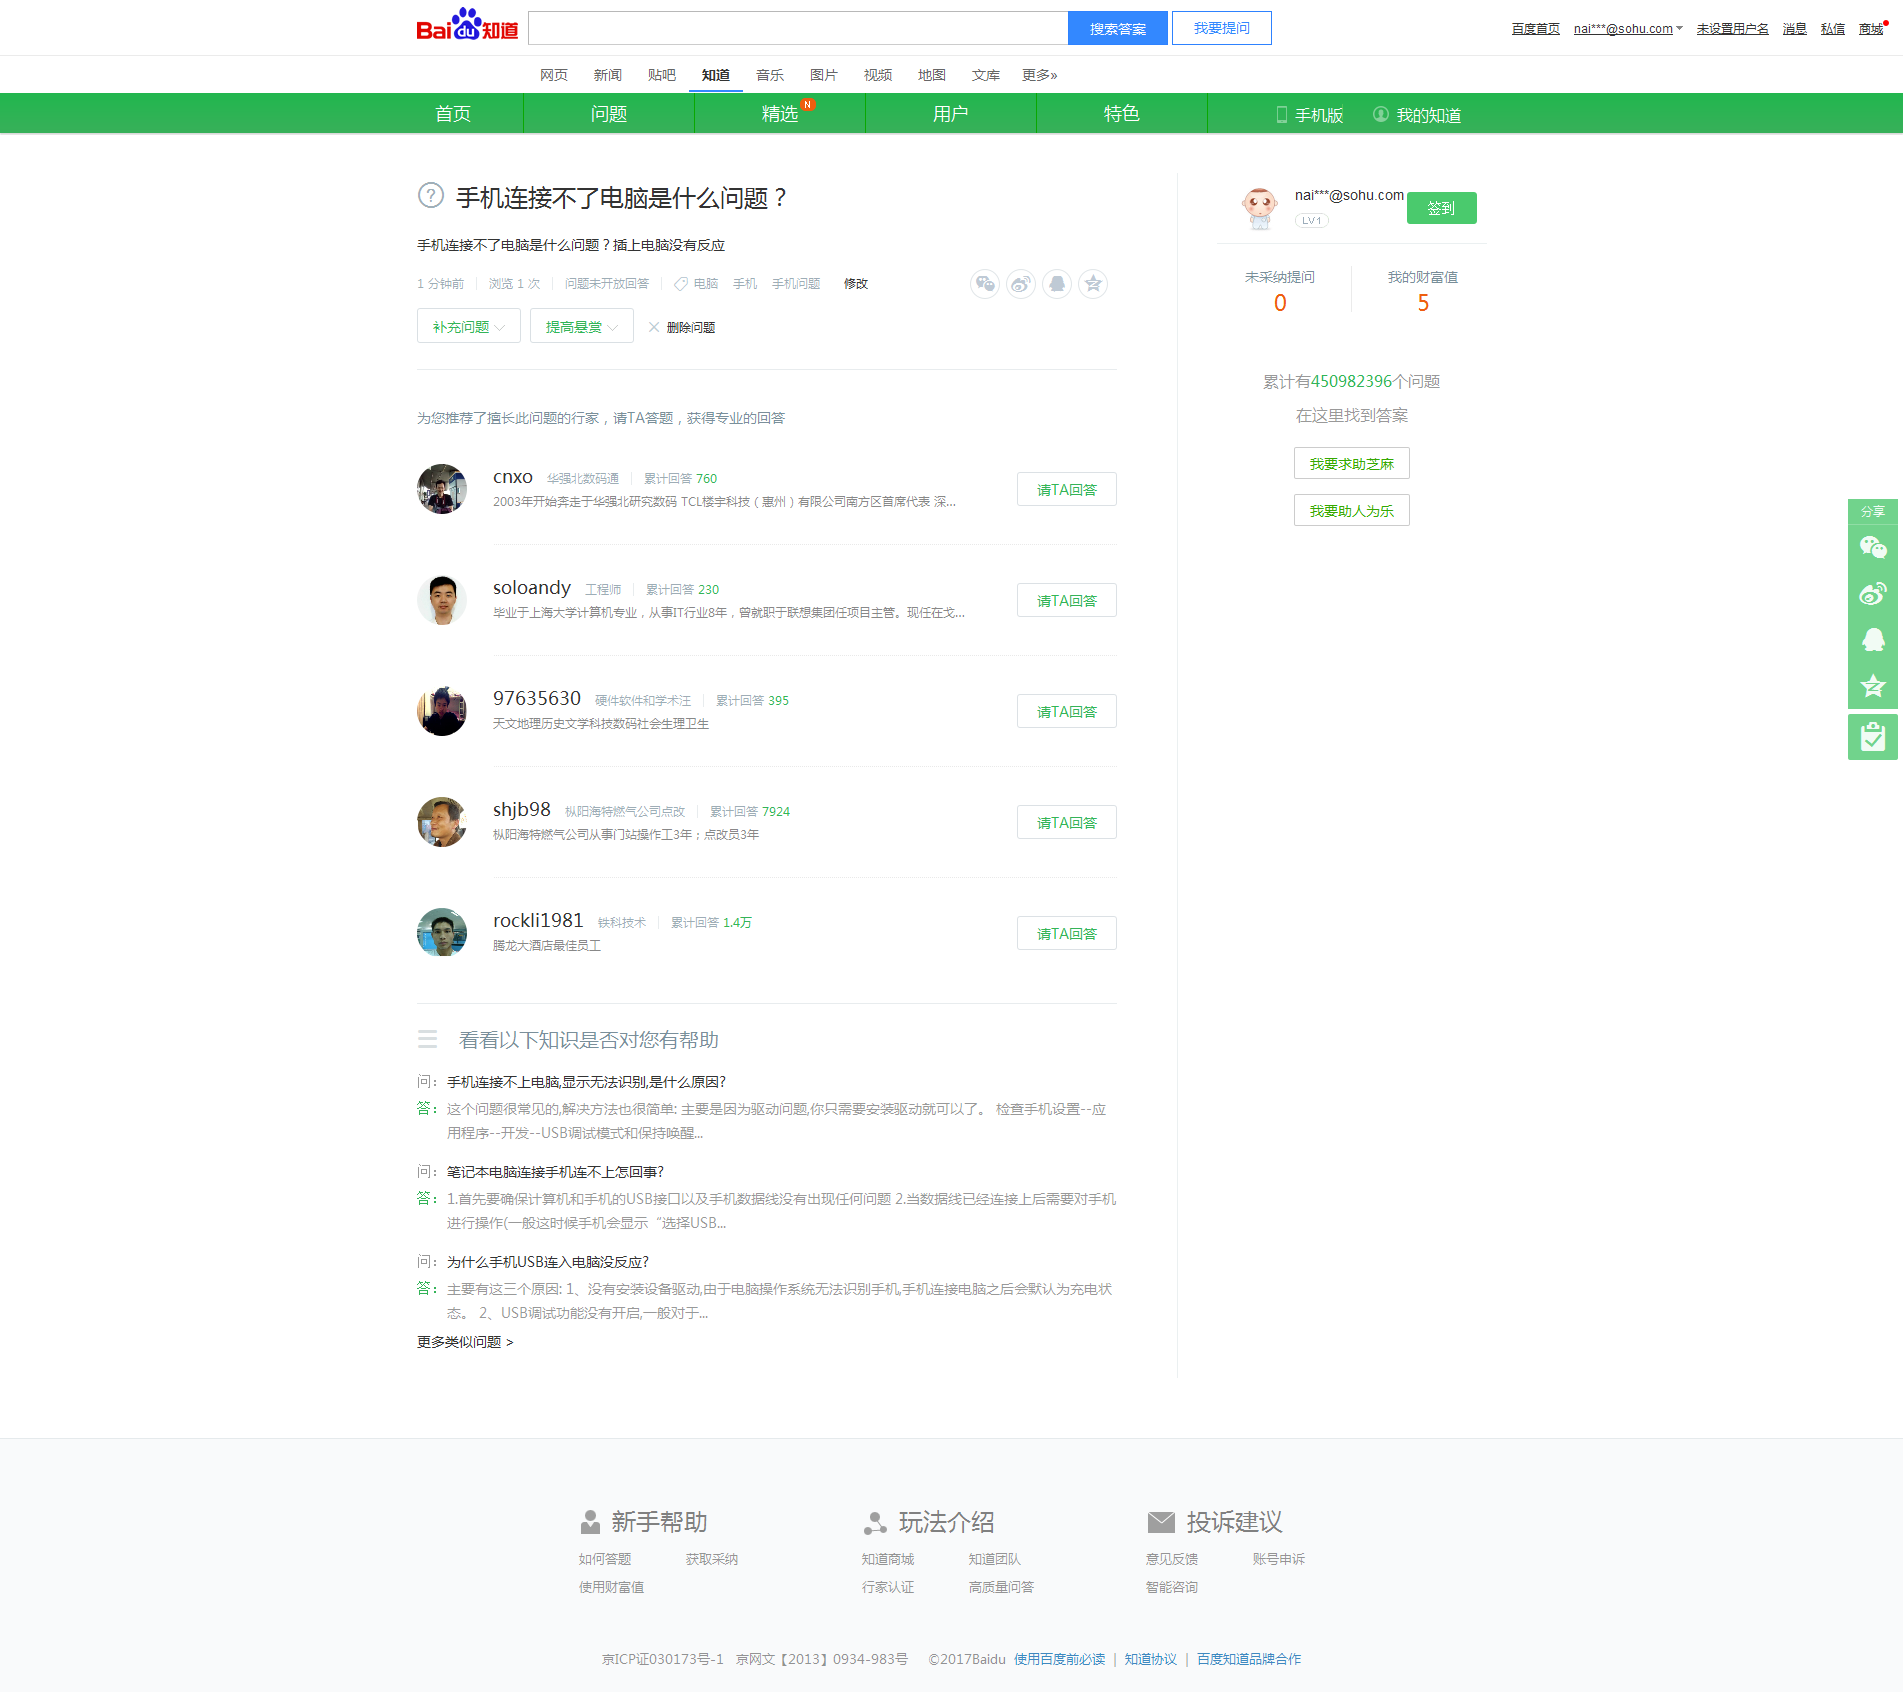 Bai du 知道
搜索答案
我要提问
百度首页 nai***@sohu.com 未设置用户名 消息 私信 商城
网页 新闻 贴吧 知道 音乐 图片 视频 地图 文库 更多»
首页 问题 精选 N 用户 特色 手机版 我的知道
手机连接不了电脑是什么问题？
手机连接不了电脑是什么问题？插上电脑没有反应
1 分钟前 浏览 1 次 问题未开放回答 电脑 手机 手机问题 修改
补充问题 提高悬赏 删除问题
为您推荐了擅长此问题的行家，请TA答题，获得专业的回答
cnxo 华强北数码通 累计回答 760
2003年开始奔走于华强北研究数码 TCL楼宇科技（惠州）有限公司南方区首席代表 深...
请TA回答
soloandy 工程师 累计回答 230
毕业于上海大学计算机专业，从事IT行业8年，曾就职于联想集团任项目主管。现任在戈...
请TA回答
97635630 硬件软件和学术汪 累计回答 395
天文地理历史文学科技数码社会生理卫生
请TA回答
shjb98 枞阳海特燃气公司点改 累计回答 7924
枞阳海特燃气公司从事门站操作工3年；点改员3年
请TA回答
rockli1981 铁科技术 累计回答 1.4万
腾龙大酒店最佳员工
请TA回答
看看以下知识是否对您有帮助
问： 手机连接不上电脑,显示无法识别,是什么原因?
答： 这个问题很常见的,解决方法也很简单: 主要是因为驱动问题,你只需要安装驱动就可以了。 检查手机设置--应
用程序--开发--USB调试模式和保持唤醒...
问： 笔记本电脑连接手机连不上怎回事?
答： 1.首先要确保计算机和手机的USB接口以及手机数据线没有出现任何问题 2.当数据线已经连接上后需要对手机
进行操作(一般这时候手机会显示“选择USB...
问： 为什么手机USB连入电脑没反应?
答： 主要有这三个原因: 1、没有安装设备驱动,由于电脑操作系统无法识别手机,手机连接电脑之后会默认为充电状
态。 2、USB调试功能没有开启,一般对于...
更多类似问题 >
nai***@sohu.com
LV1
签到
未采纳提问 我的财富值
0 5
累计有450982396个问题
在这里找到答案
我要求助芝麻
我要助人为乐
分享
新手帮助 玩法介绍 投诉建议
如何答题 获取采纳 知道商城 知道团队 意见反馈 账号申诉
使用财富值 行家认证 高质量问答 智能咨询
京ICP证030173号-1 京网文【2013】0934-983号 ©2017Baidu 使用百度前必读 | 知道协议 | 百度知道品牌合作